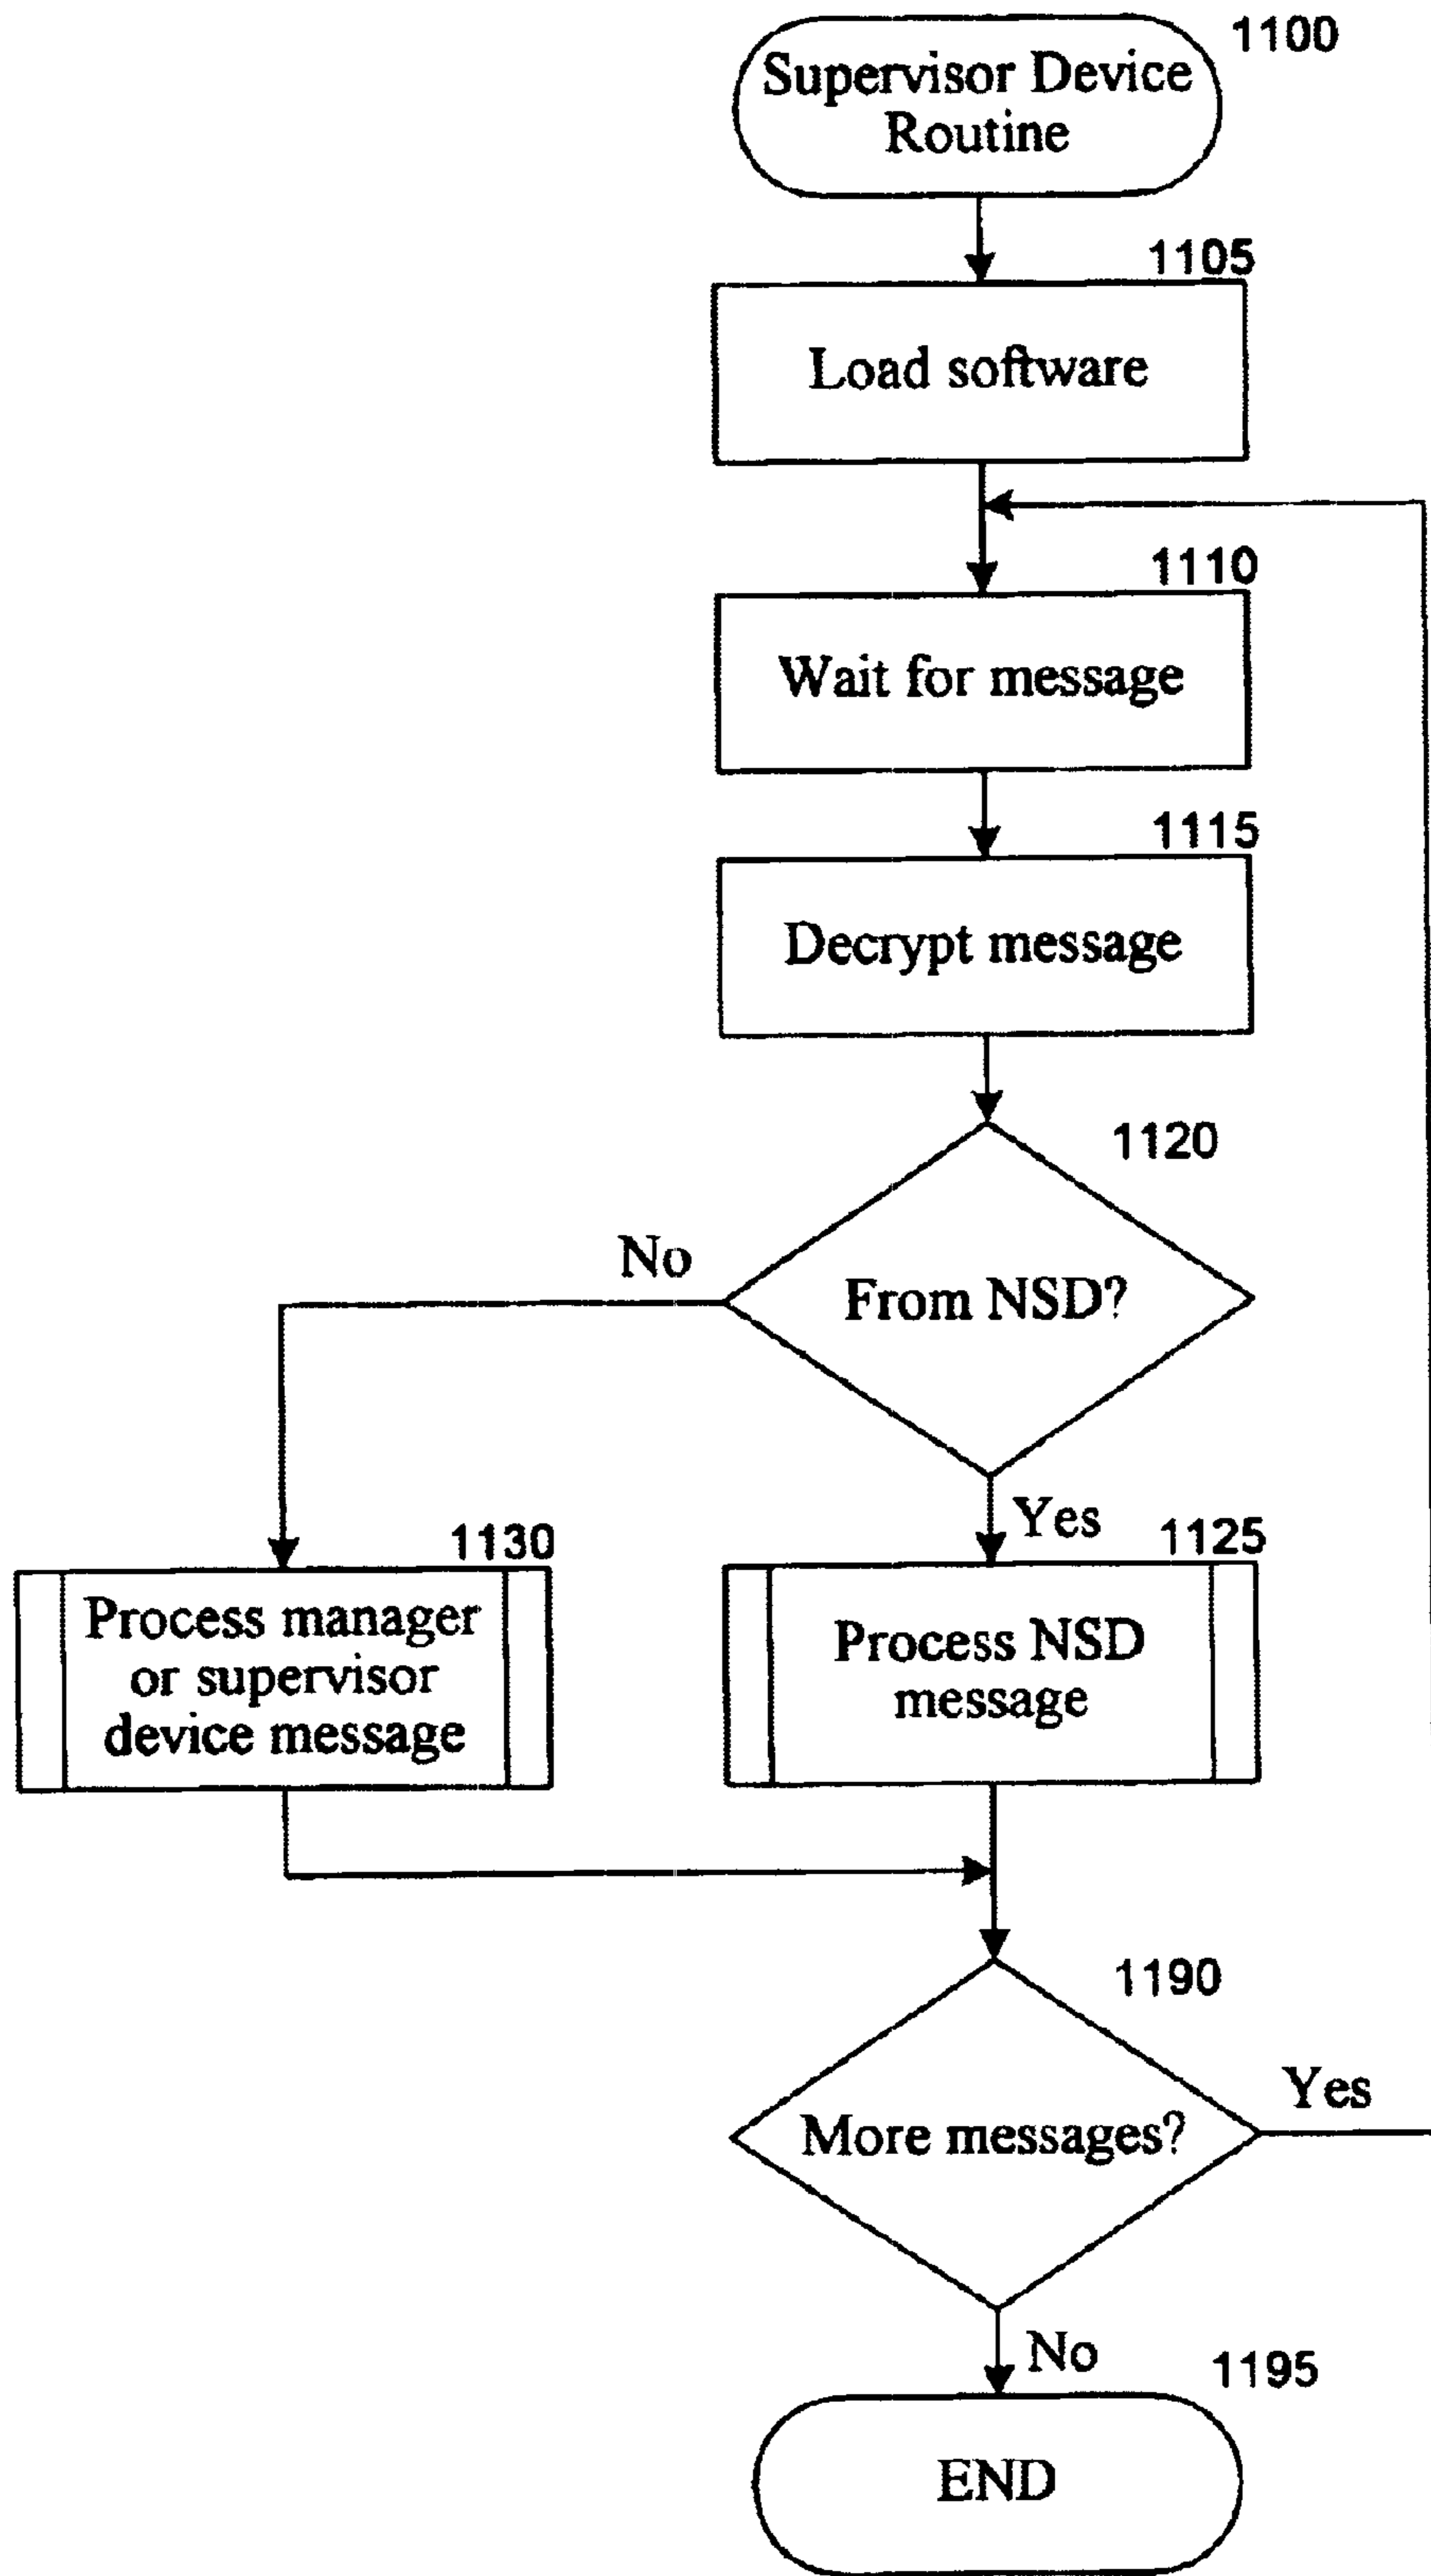 1100
Supervisor Device
Routine
1105
Load software
1110
Wait for message
1115
Decrypt message
1120
No
From NSD?
Yes
1130
1125
Process manager
or supervisor
device message
Process NSD
message
1190
Yes
More messages?
No
1195
END